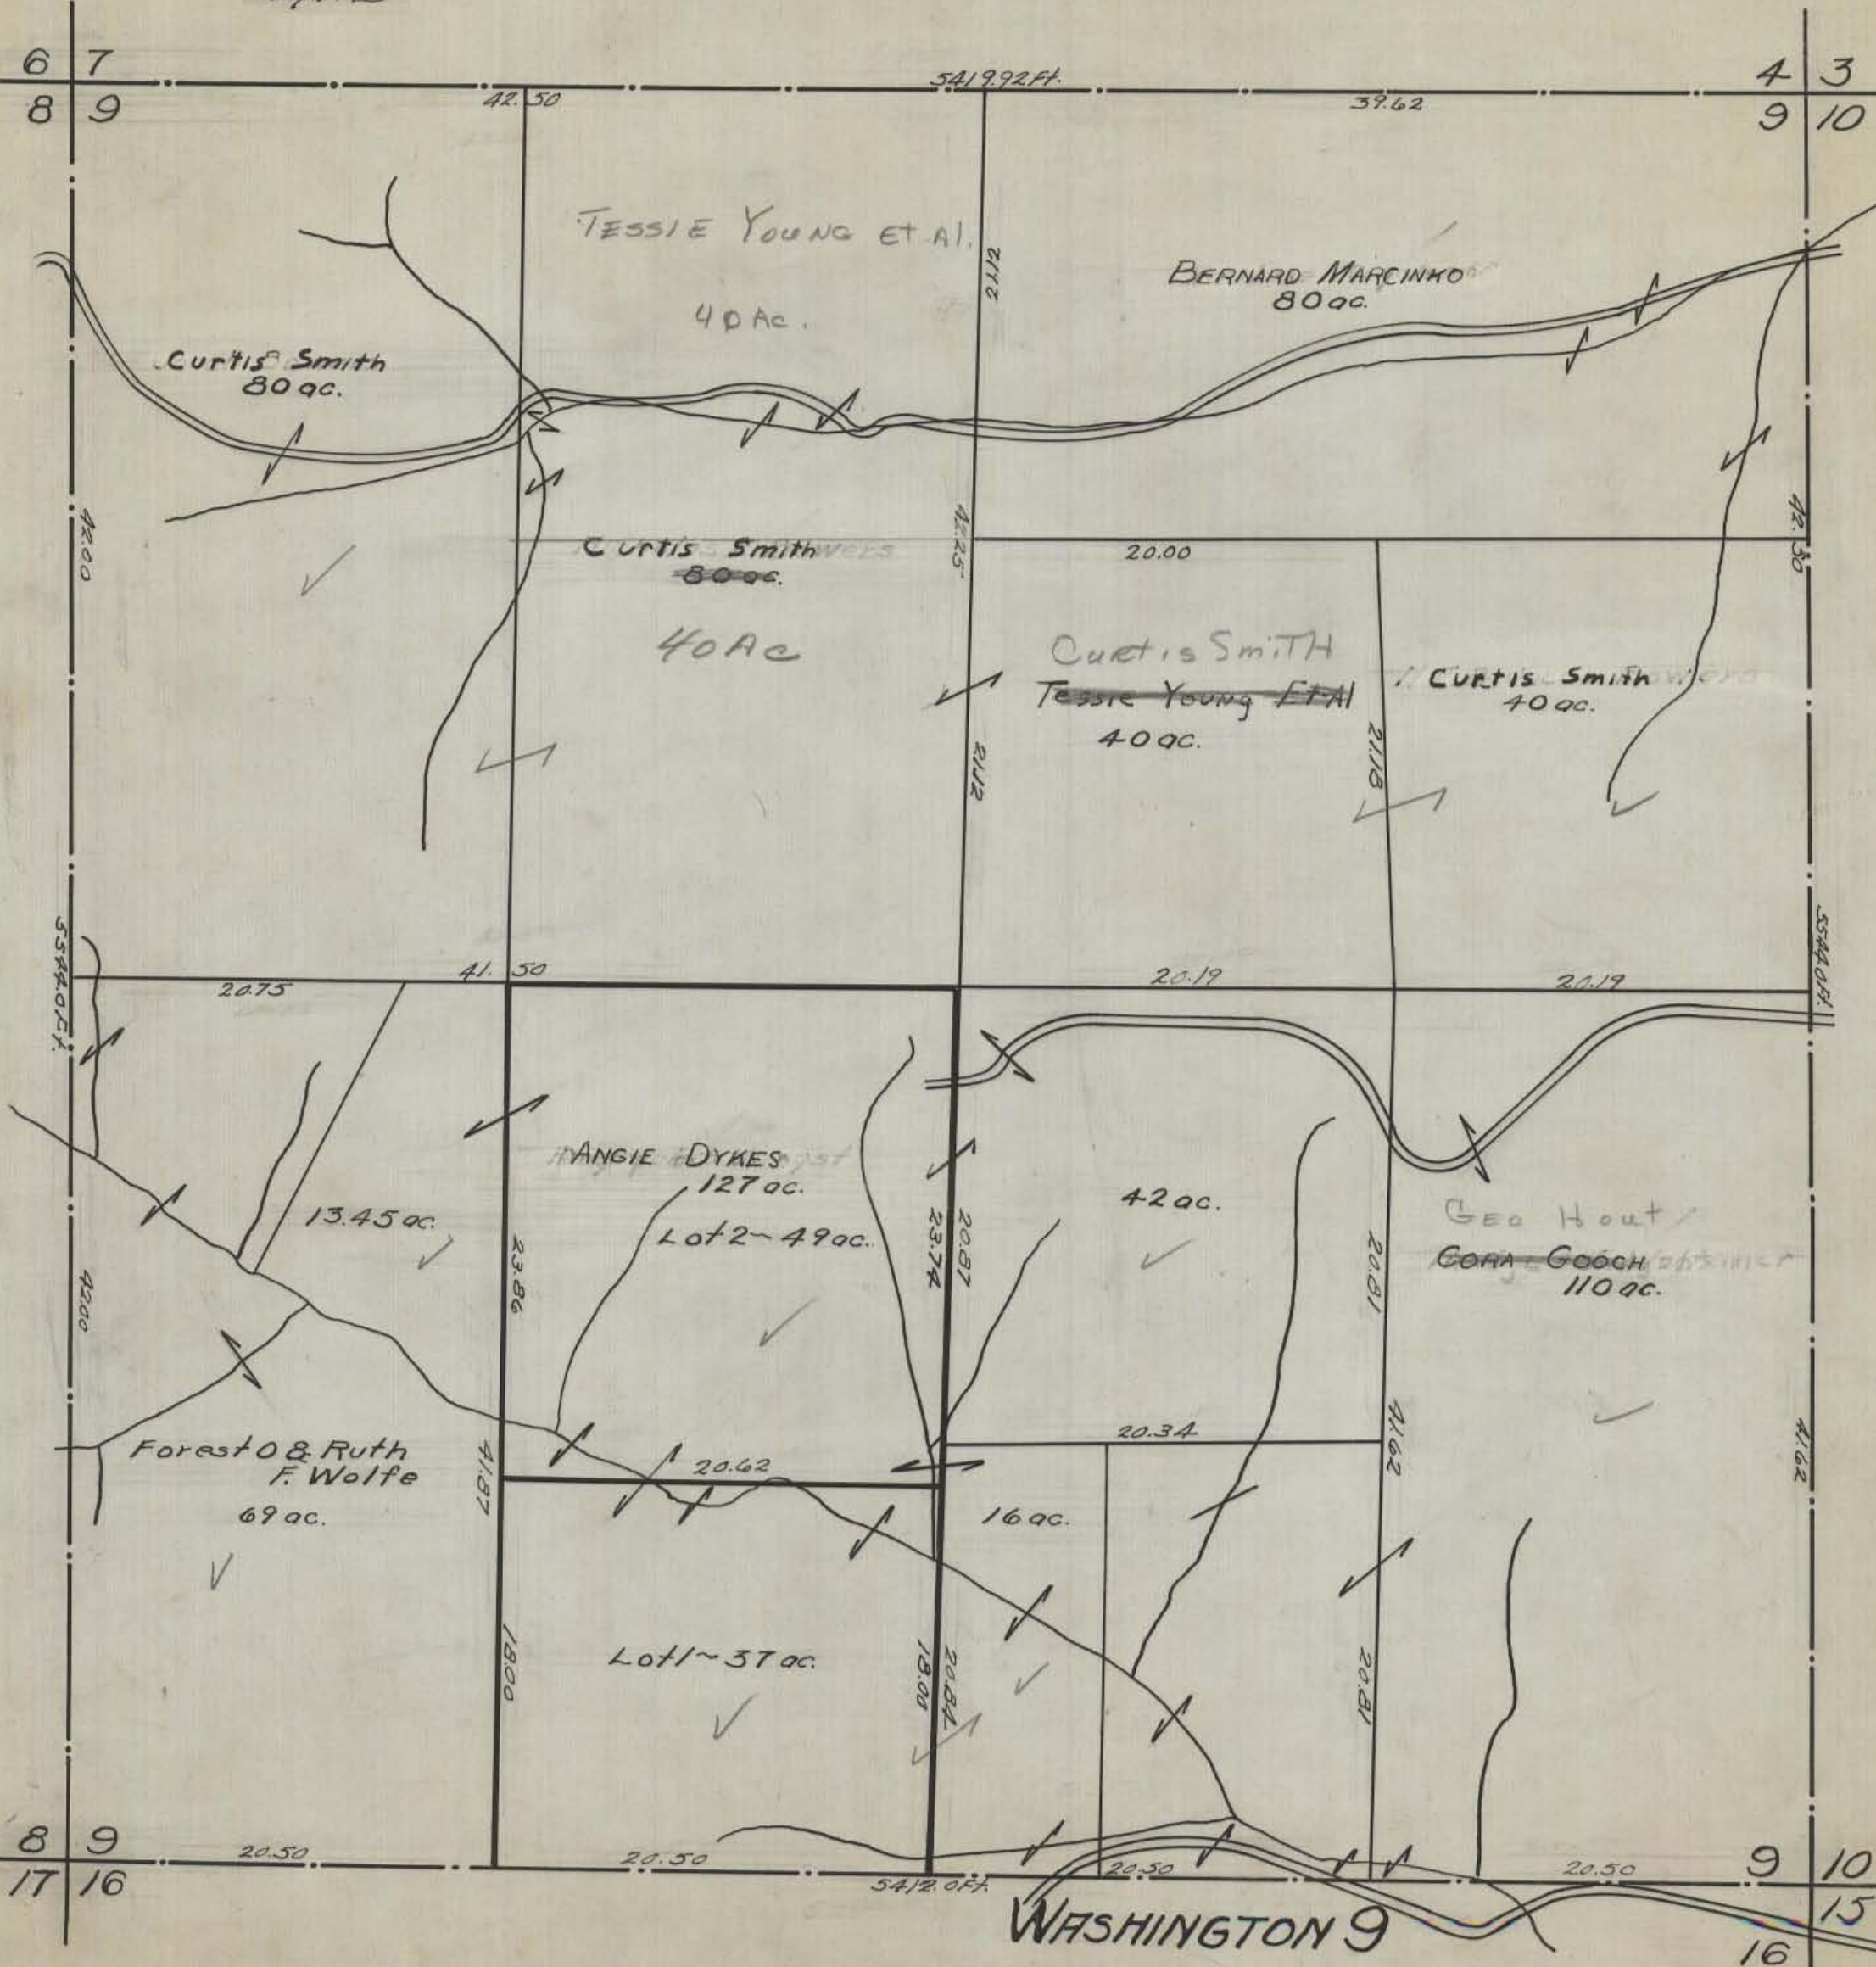 6 7
4 3
8 9
9 10
5419.92 Ft.
42.50
39.62
TESSIE YOUNG ET AL.
40 Ac.
21.12
BERNARD MARCINKO
80 ac.
Curtis Smith
80 ac.
42.00
42.25
42.50
Curtis Smith
80 ac.
40 Ac
20.00
Curtis SmiTH
Tessie Young Et Al
40 ac.
Curtis Smith
40 ac.
21.12
21.18
5544.0 Ft.
5544.0 Ft.
20.75
41.50
20.19
20.19
ANGIE DYKES
127 ac.
Lot 2 ~ 49 ac.
13.45 ac.
42 ac.
GEO Hout
CORA GOOCH
110 ac.
23.86
23.74
20.87
20.81
42.00
41.87
41.62
41.62
20.34
20.62
Forest O & Ruth
F. Wolfe
69 ac.
16 ac.
Lot 1 ~ 37 ac.
18.00
18.00
20.84
20.81
8 9
9 10
20.50
20.50
20.50
20.50
17 16
5412.0 Ft.
WASHINGTON 9
15
16